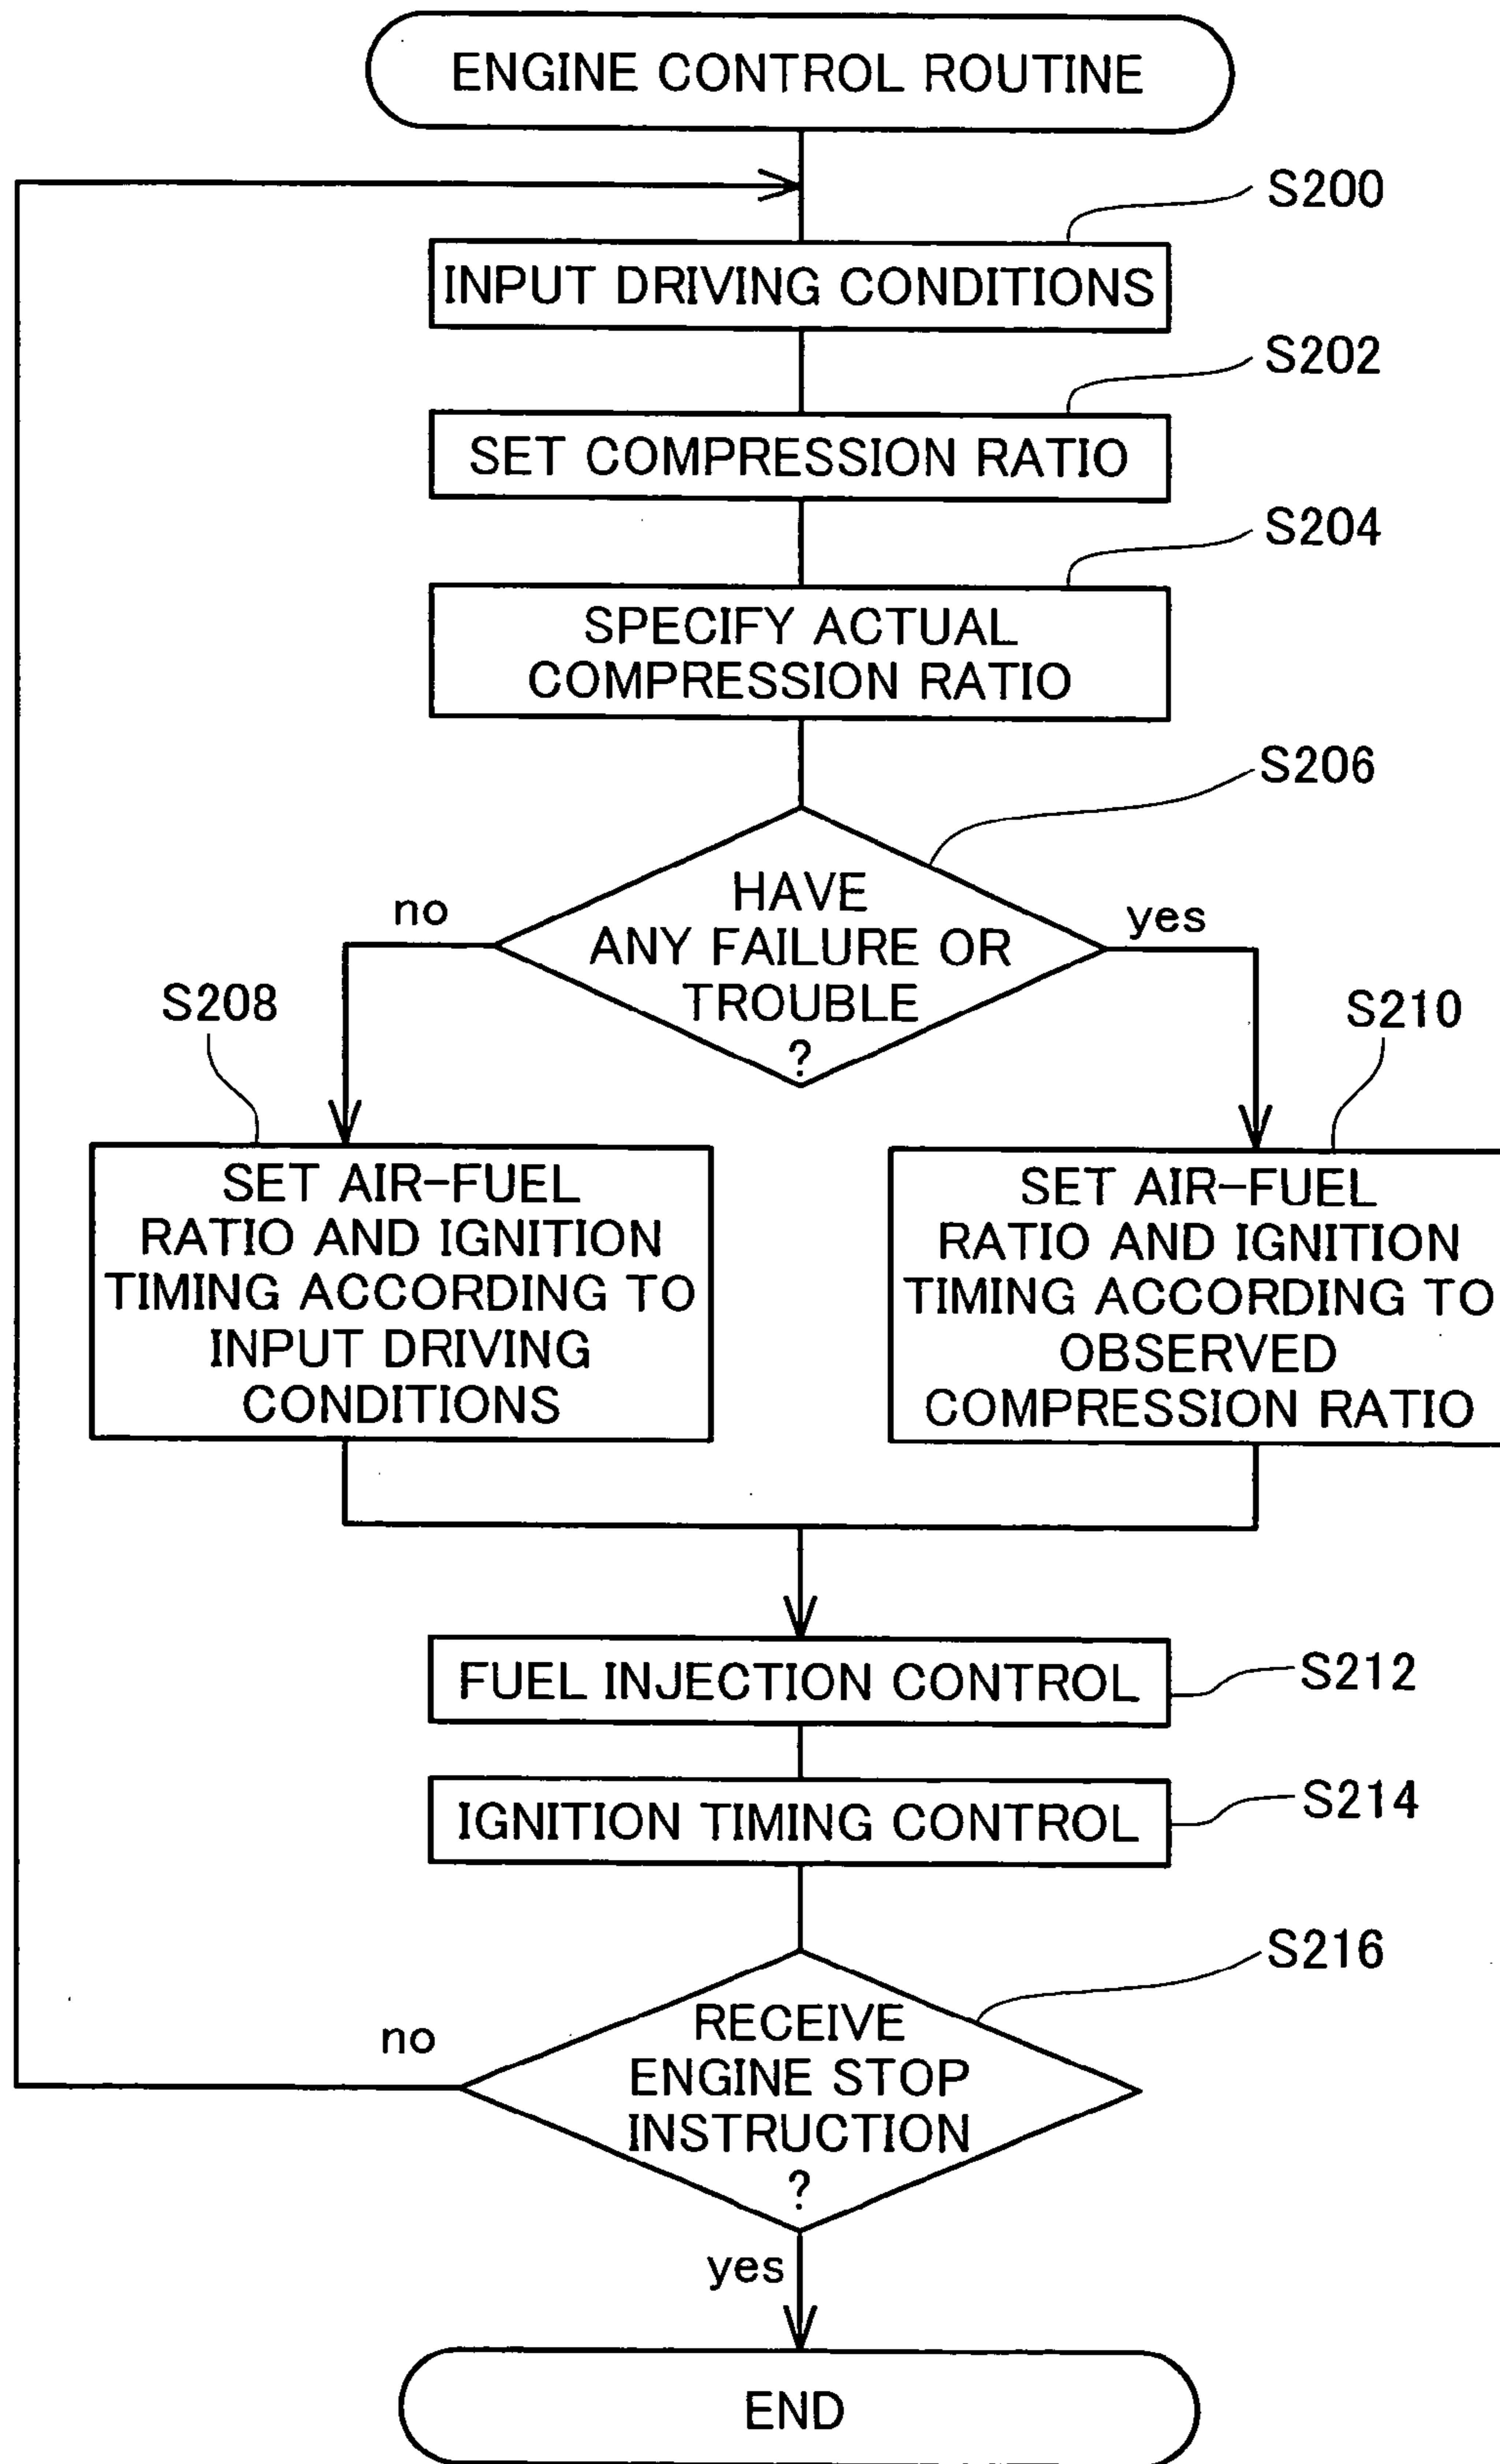 ENGINE CONTROL ROUTINE
S200
INPUT DRIVING CONDITIONS
S202
SET COMPRESSION RATIO
S204
SPECIFY ACTUAL
COMPRESSION RATIO
S206
HAVE
ANY FAILURE OR
TROUBLE
?
no
yes
S208
SET AIR-FUEL
RATIO AND IGNITION
TIMING ACCORDING TO
INPUT DRIVING
CONDITIONS
S210
SET AIR-FUEL
RATIO AND IGNITION
TIMING ACCORDING TO
OBSERVED
COMPRESSION RATIO
FUEL INJECTION CONTROL
S212
IGNITION TIMING CONTROL
S214
S216
RECEIVE
ENGINE STOP
INSTRUCTION
?
no
yes
END